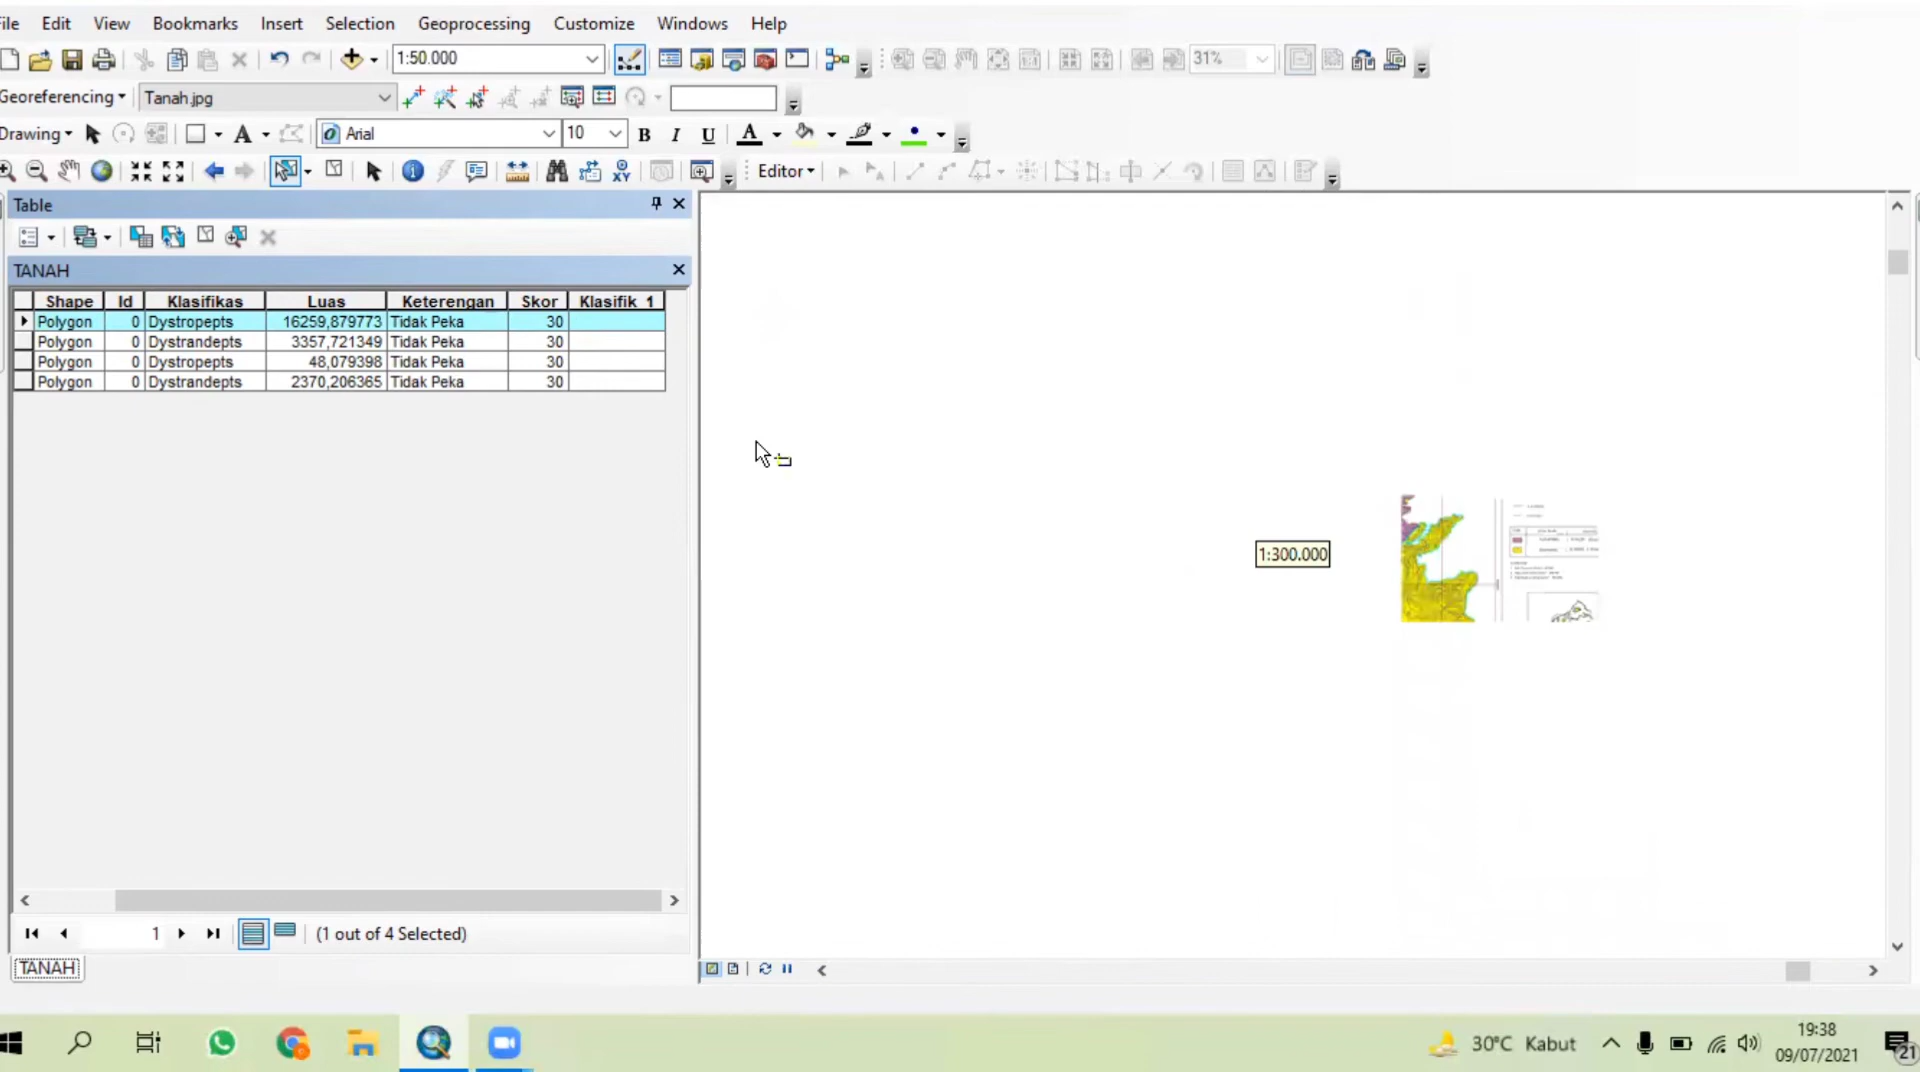 File Edit View Bookmarks Insert Selection Geoprocessing Customize Windows Help
1:50.000 31%
Georeferencing Tanah.jpg
Drawing A Arial 10 B I U A
XY Editor
Table
TANAH
Shape Id Klasifikas Luas Keterengan Skor Klasifik_1
Polygon 0 Dystropepts 16259,879773 Tidak Peka 30
Polygon 0 Dystrandepts 3357,721349 Tidak Peka 30
Polygon 0 Dystropepts 48,079398 Tidak Peka 30
Polygon 0 Dystrandepts 2370,206365 Tidak Peka 30
1:300.000
1 (1 out of 4 Selected)
TANAH
30°C Kabut 19:38
09/07/2021 21